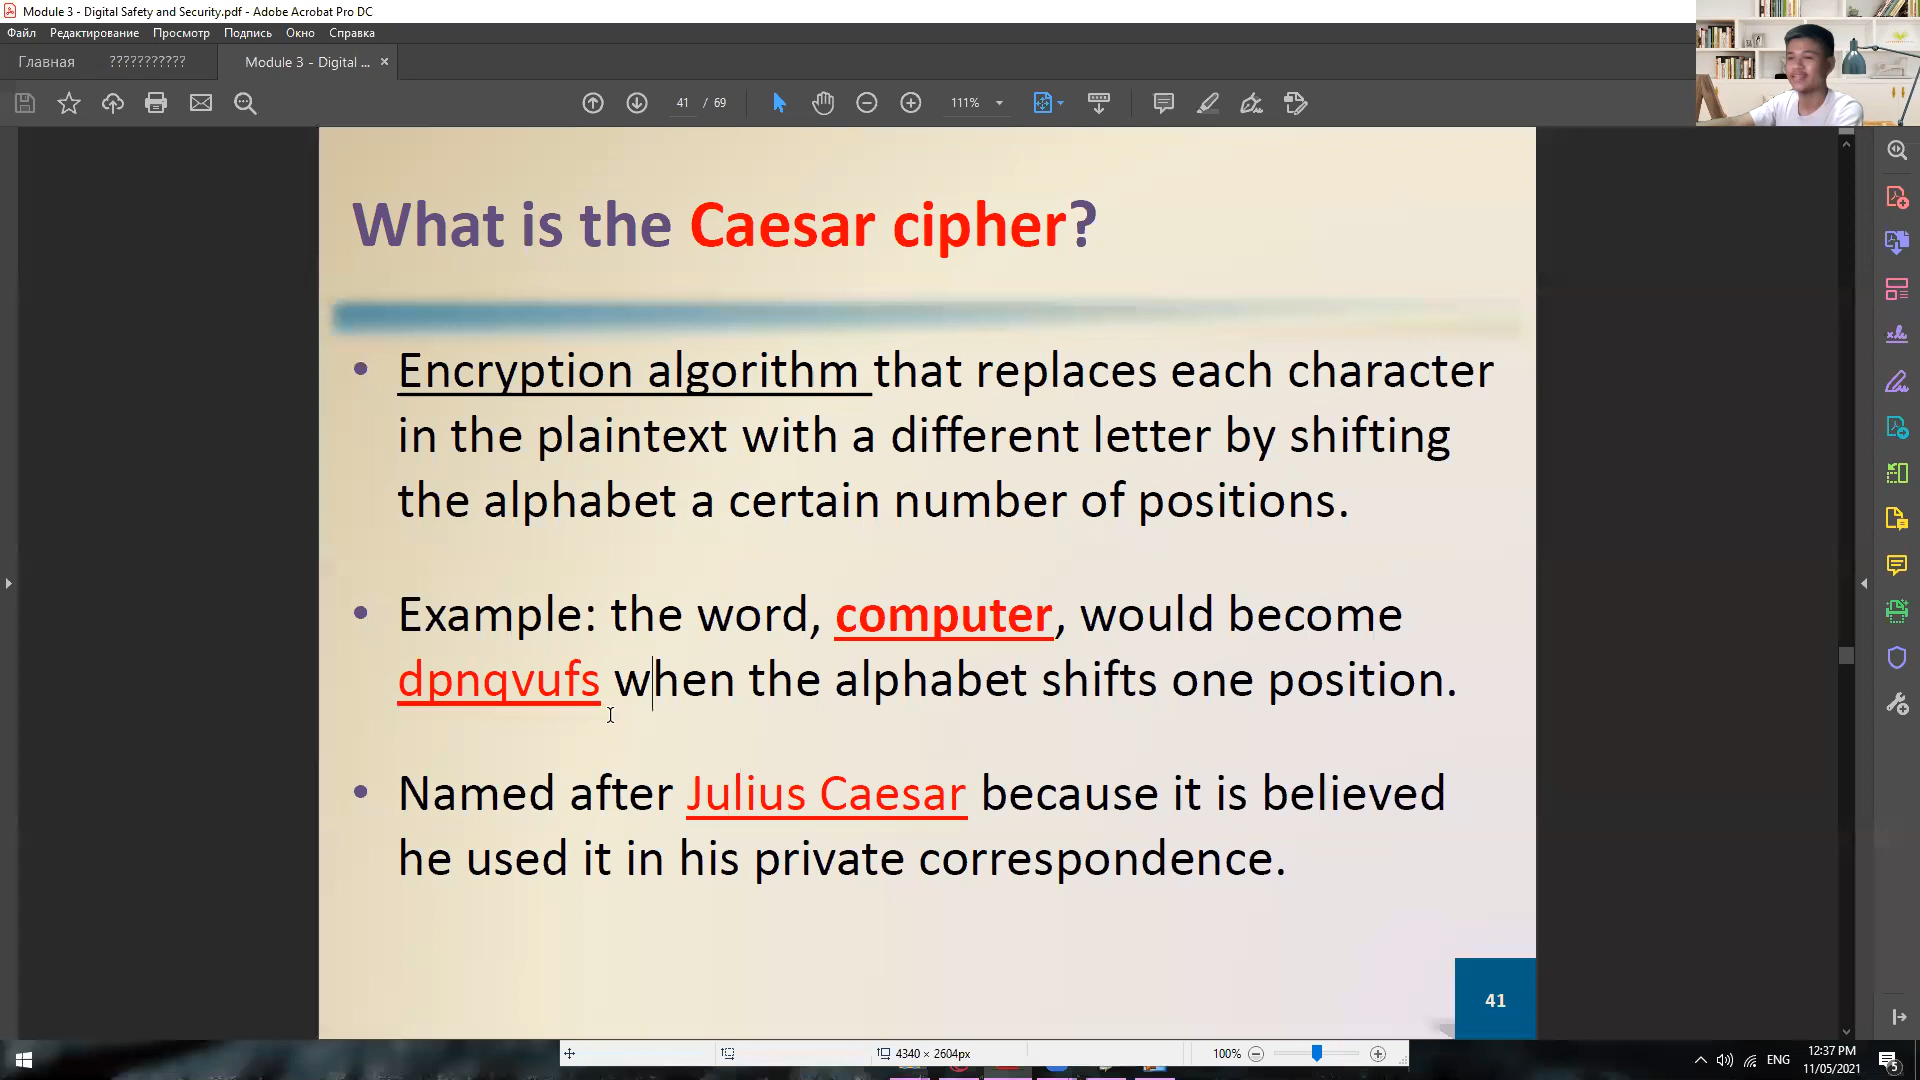 Module 3 - Digital Safety and Security.pdf - Adobe Acrobat Pro DC
Файл Редактирование Просмотр Подпись Окно Справка
Главная ??????????? Module 3 - Digital ... ×
41 / 69 111%
What is the Caesar cipher?
• Encryption algorithm that replaces each character
in the plaintext with a different letter by shifting
the alphabet a certain number of positions.
• Example: the word, computer, would become
dpnqvufs when the alphabet shifts one position.
• Named after Julius Caesar because it is believed
he used it in his private correspondence.
41
4340 × 2604px 100%
ENG 12:37 PM
11/05/2021
5